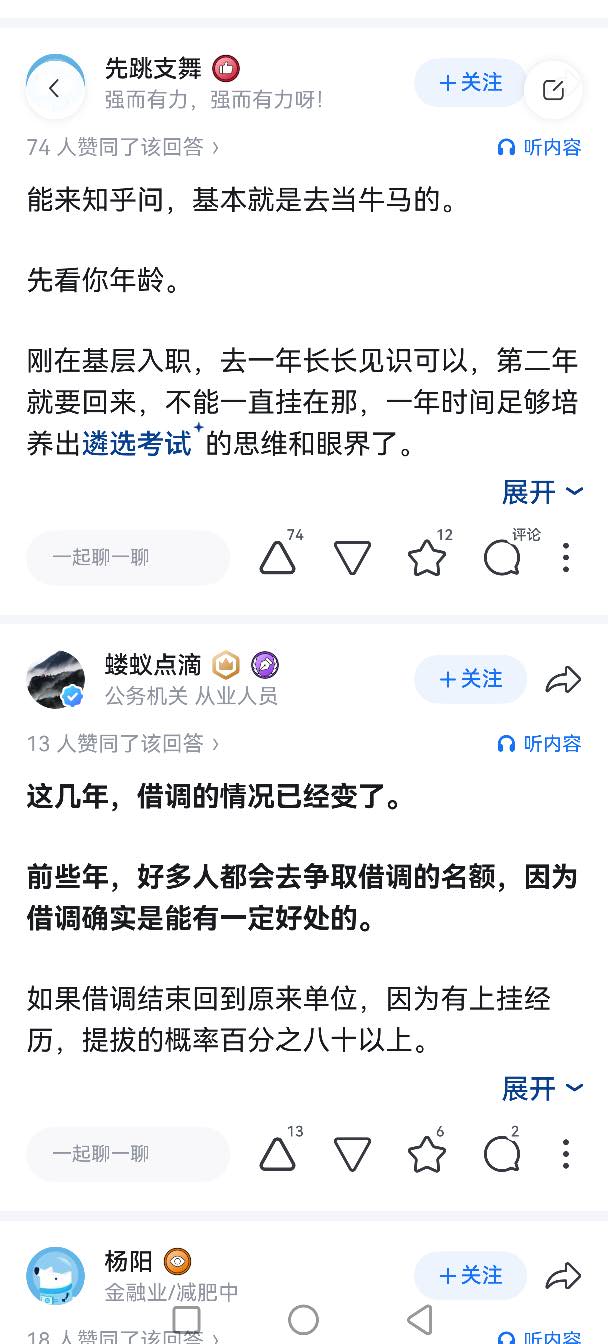 先跳支舞
+关注
强而有力，强而有力呀！
74 人赞同了该回答 ›
听内容
能来知乎问，基本就是去当牛马的。
先看你年龄。
刚在基层入职，去一年长长见识可以，第二年
就要回来，不能一直挂在那，一年时间足够培
养出遴选考试的思维和眼界了。
展开
一起聊一聊
74
12
评论
蝼蚁点滴
+关注
公务机关 从业人员
13 人赞同了该回答 ›
听内容
这几年，借调的情况已经变了。
前些年，好多人都会去争取借调的名额，因为
借调确实是能有一定好处的。
如果借调结束回到原来单位，因为有上挂经
历，提拔的概率百分之八十以上。
展开
一起聊一聊
13
6
2
杨阳
+关注
金融业/减肥中
18 人赞同了该回答 ›
听内容